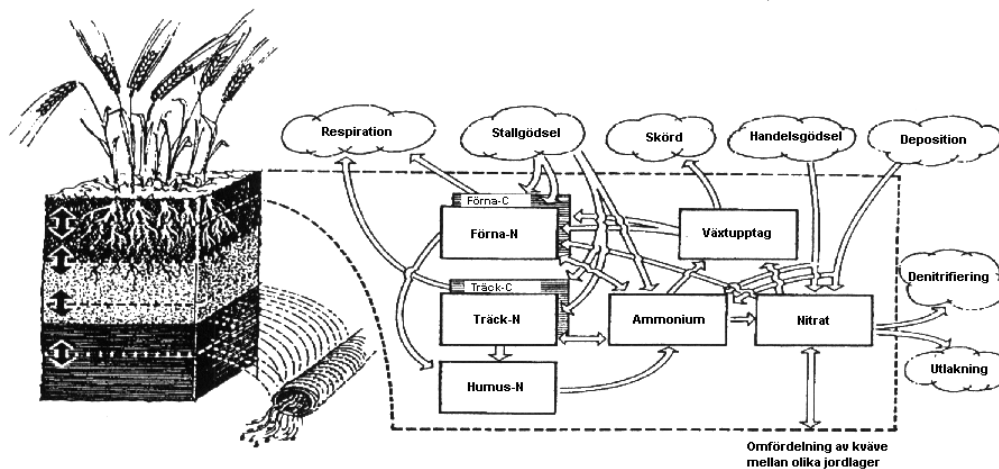 Respiration
Stallgödsel
Skörd
Handelsgödsel
Deposition
Förna-C
Förna-N
Växtupptag
Träck-C
Träck-N
Ammonium
Nitrat
Denitrifiering
Humus-N
Utlakning
Omfördelning av kväve
mellan olika jordlager